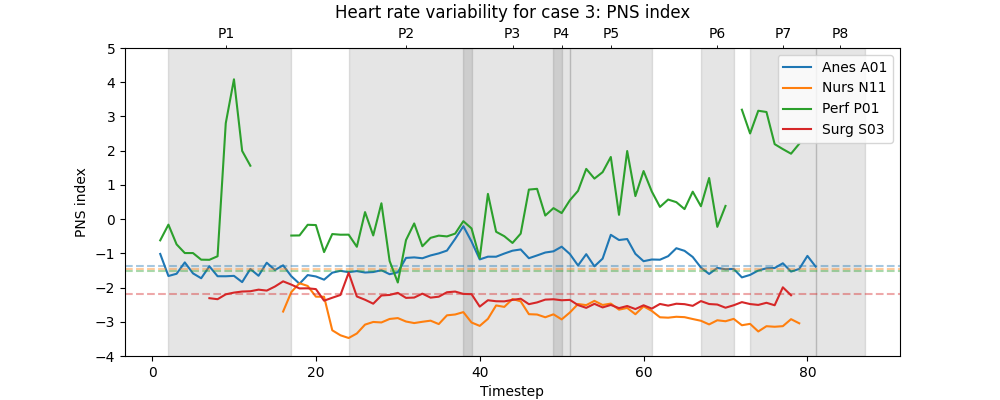 Heart rate variability for case 3: PNS index
P1 P2 P3 P4 P5 P6 P7 P8
Anes A01
Nurs N11
Perf P01
Surg S03
PNS index
5
4
3
2
1
0
−1
−2
−3
−4
0 20 40 60 80
Timestep